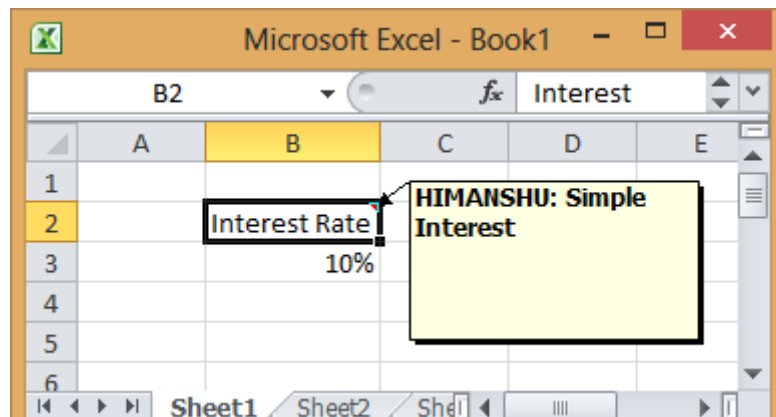 Microsoft Excel - Book1
B2 fx Interest
A B C D E
1
2 Interest Rate
3 10%
4
5
6
HIMANSHU: Simple
Interest
Sheet1 Sheet2 She